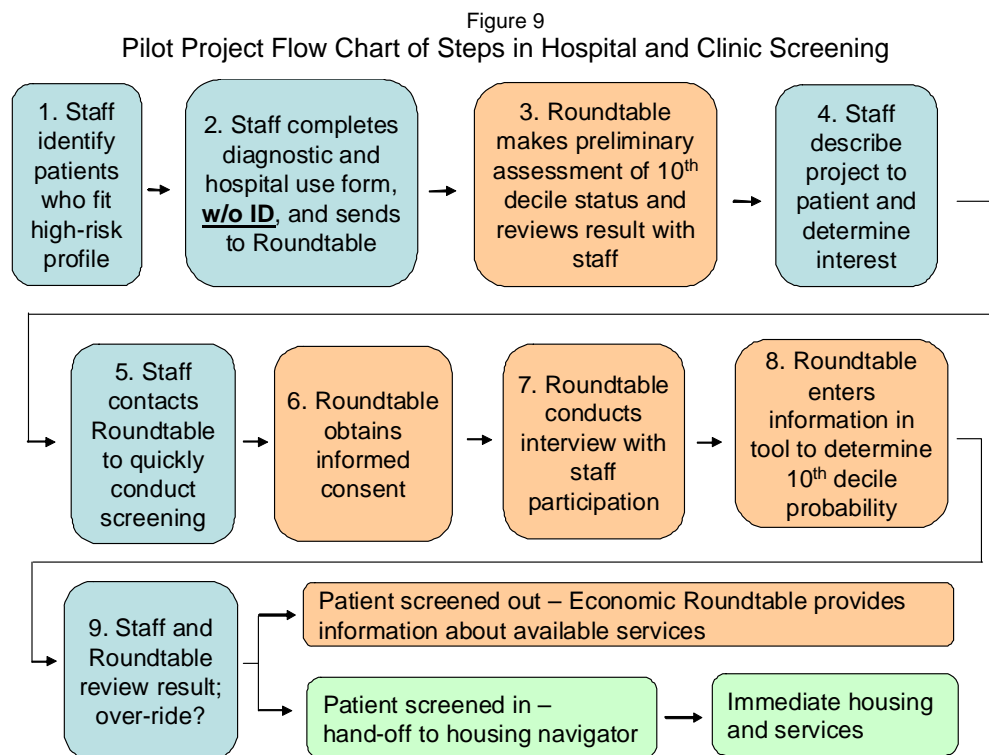 Figure 9
Pilot Project Flow Chart of Steps in Hospital and Clinic Screening
1. Staff
identify
patients
who fit
high-risk
profile
2. Staff completes
diagnostic and
hospital use form,
w/o ID, and sends
to Roundtable
3. Roundtable
makes preliminary
assessment of 10th
decile status and
reviews result with
staff
4. Staff
describe
project to
patient and
determine
interest
5. Staff
contacts
Roundtable
to quickly
conduct
screening
6. Roundtable
obtains
informed
consent
7. Roundtable
conducts
interview with
staff
participation
8. Roundtable
enters
information in
tool to determine
10th decile
probability
9. Staff and
Roundtable
review result;
over-ride?
Patient screened out – Economic Roundtable provides
information about available services
Patient screened in –
hand-off to housing navigator
Immediate housing
and services